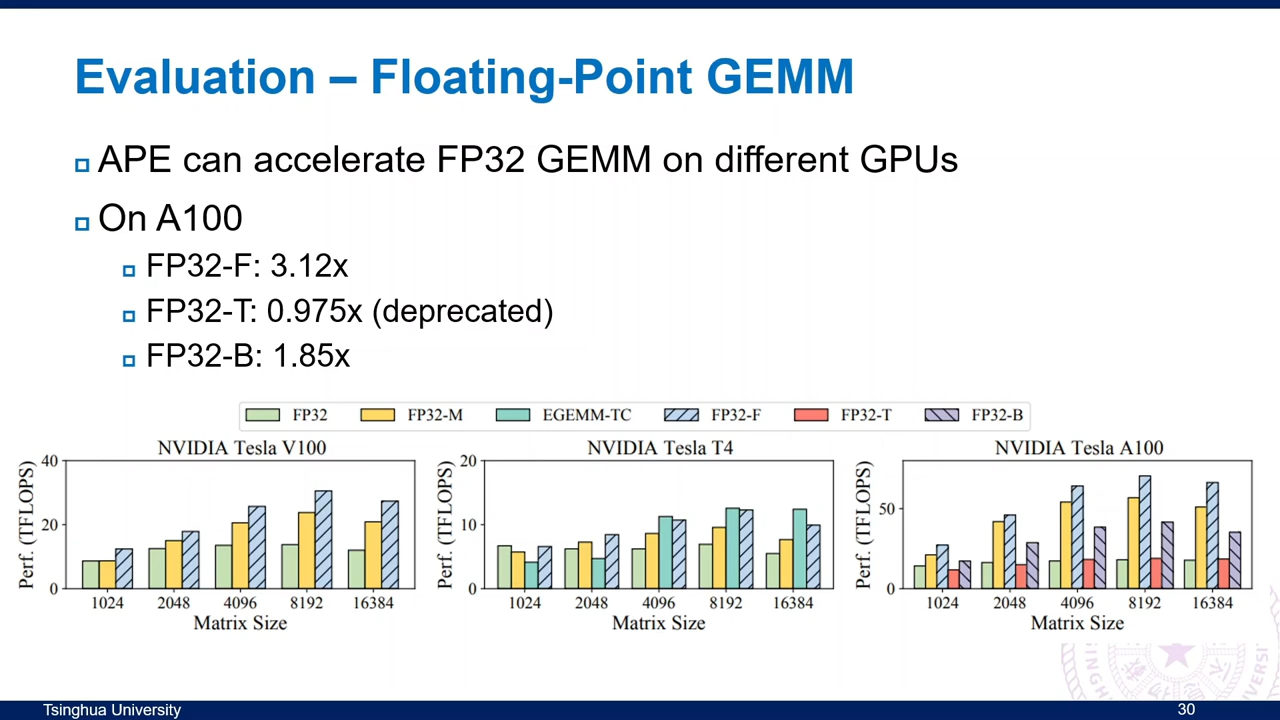 Evaluation – Floating-Point GEMM
APE can accelerate FP32 GEMM on different GPUs
On A100
FP32-F: 3.12x
FP32-T: 0.975x (deprecated)
FP32-B: 1.85x
FP32 FP32-M EGEMM-TC FP32-F FP32-T FP32-B
NVIDIA Tesla V100
Perf. (TFLOPS)
40
20
0
1024 2048 4096 8192 16384
Matrix Size
NVIDIA Tesla T4
Perf. (TFLOPS)
20
10
0
1024 2048 4096 8192 16384
Matrix Size
NVIDIA Tesla A100
Perf. (TFLOPS)
50
0
1024 2048 4096 8192 16384
Matrix Size
Tsinghua University
30